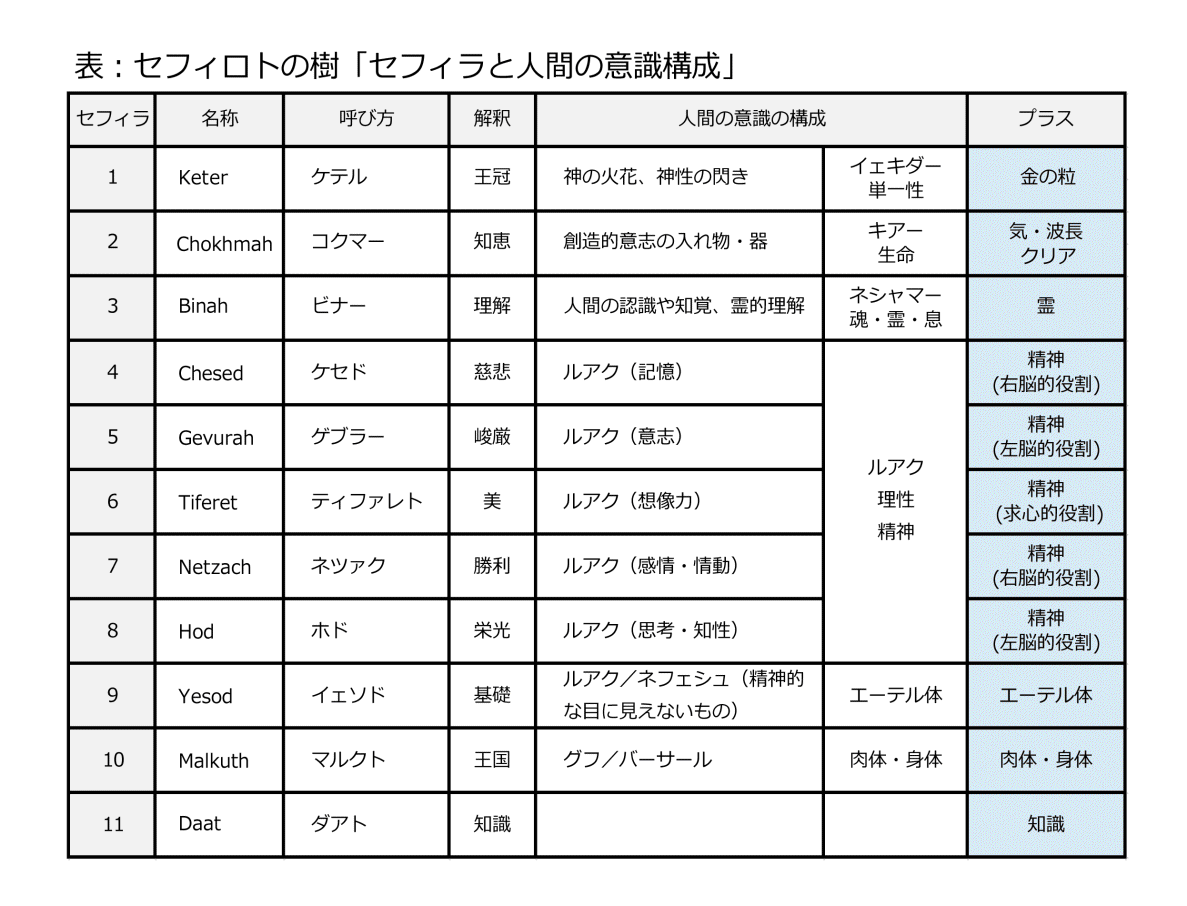 表：セフィロトの樹「セフィラと人間の意識構成」
セフィラ 名称 呼び方 解釈 人間の意識の構成 プラス
1 Keter ケテル 王冠 神の火花、神性の閃き イェキダー 金の粒
単一性
2 Chokhmah コクマー 知恵 創造的意志の入れ物・器 キアー 気・波長
生命 クリア
3 Binah ビナー 理解 人間の認識や知覚、霊的理解 ネシャマー 霊
魂・霊・息
4 Chesed ケセド 慈悲 ルアク（記憶） 精神
(右脳的役割)
5 Gevurah ゲブラー 峻厳 ルアク（意志） 精神
(左脳的役割)
ルアク
理性
精神
6 Tiferet ティファレト 美 ルアク（想像力） 精神
(求心的役割)
7 Netzach ネツァク 勝利 ルアク（感情・情動） 精神
(右脳的役割)
8 Hod ホド 栄光 ルアク（思考・知性） 精神
(左脳的役割)
9 Yesod イェソド 基礎 ルアク／ネフェシュ（精神的 エーテル体 エーテル体
な目に見えないもの）
10 Malkuth マルクト 王国 グフ／バーサール 肉体・身体 肉体・身体
11 Daat ダアト 知識 知識